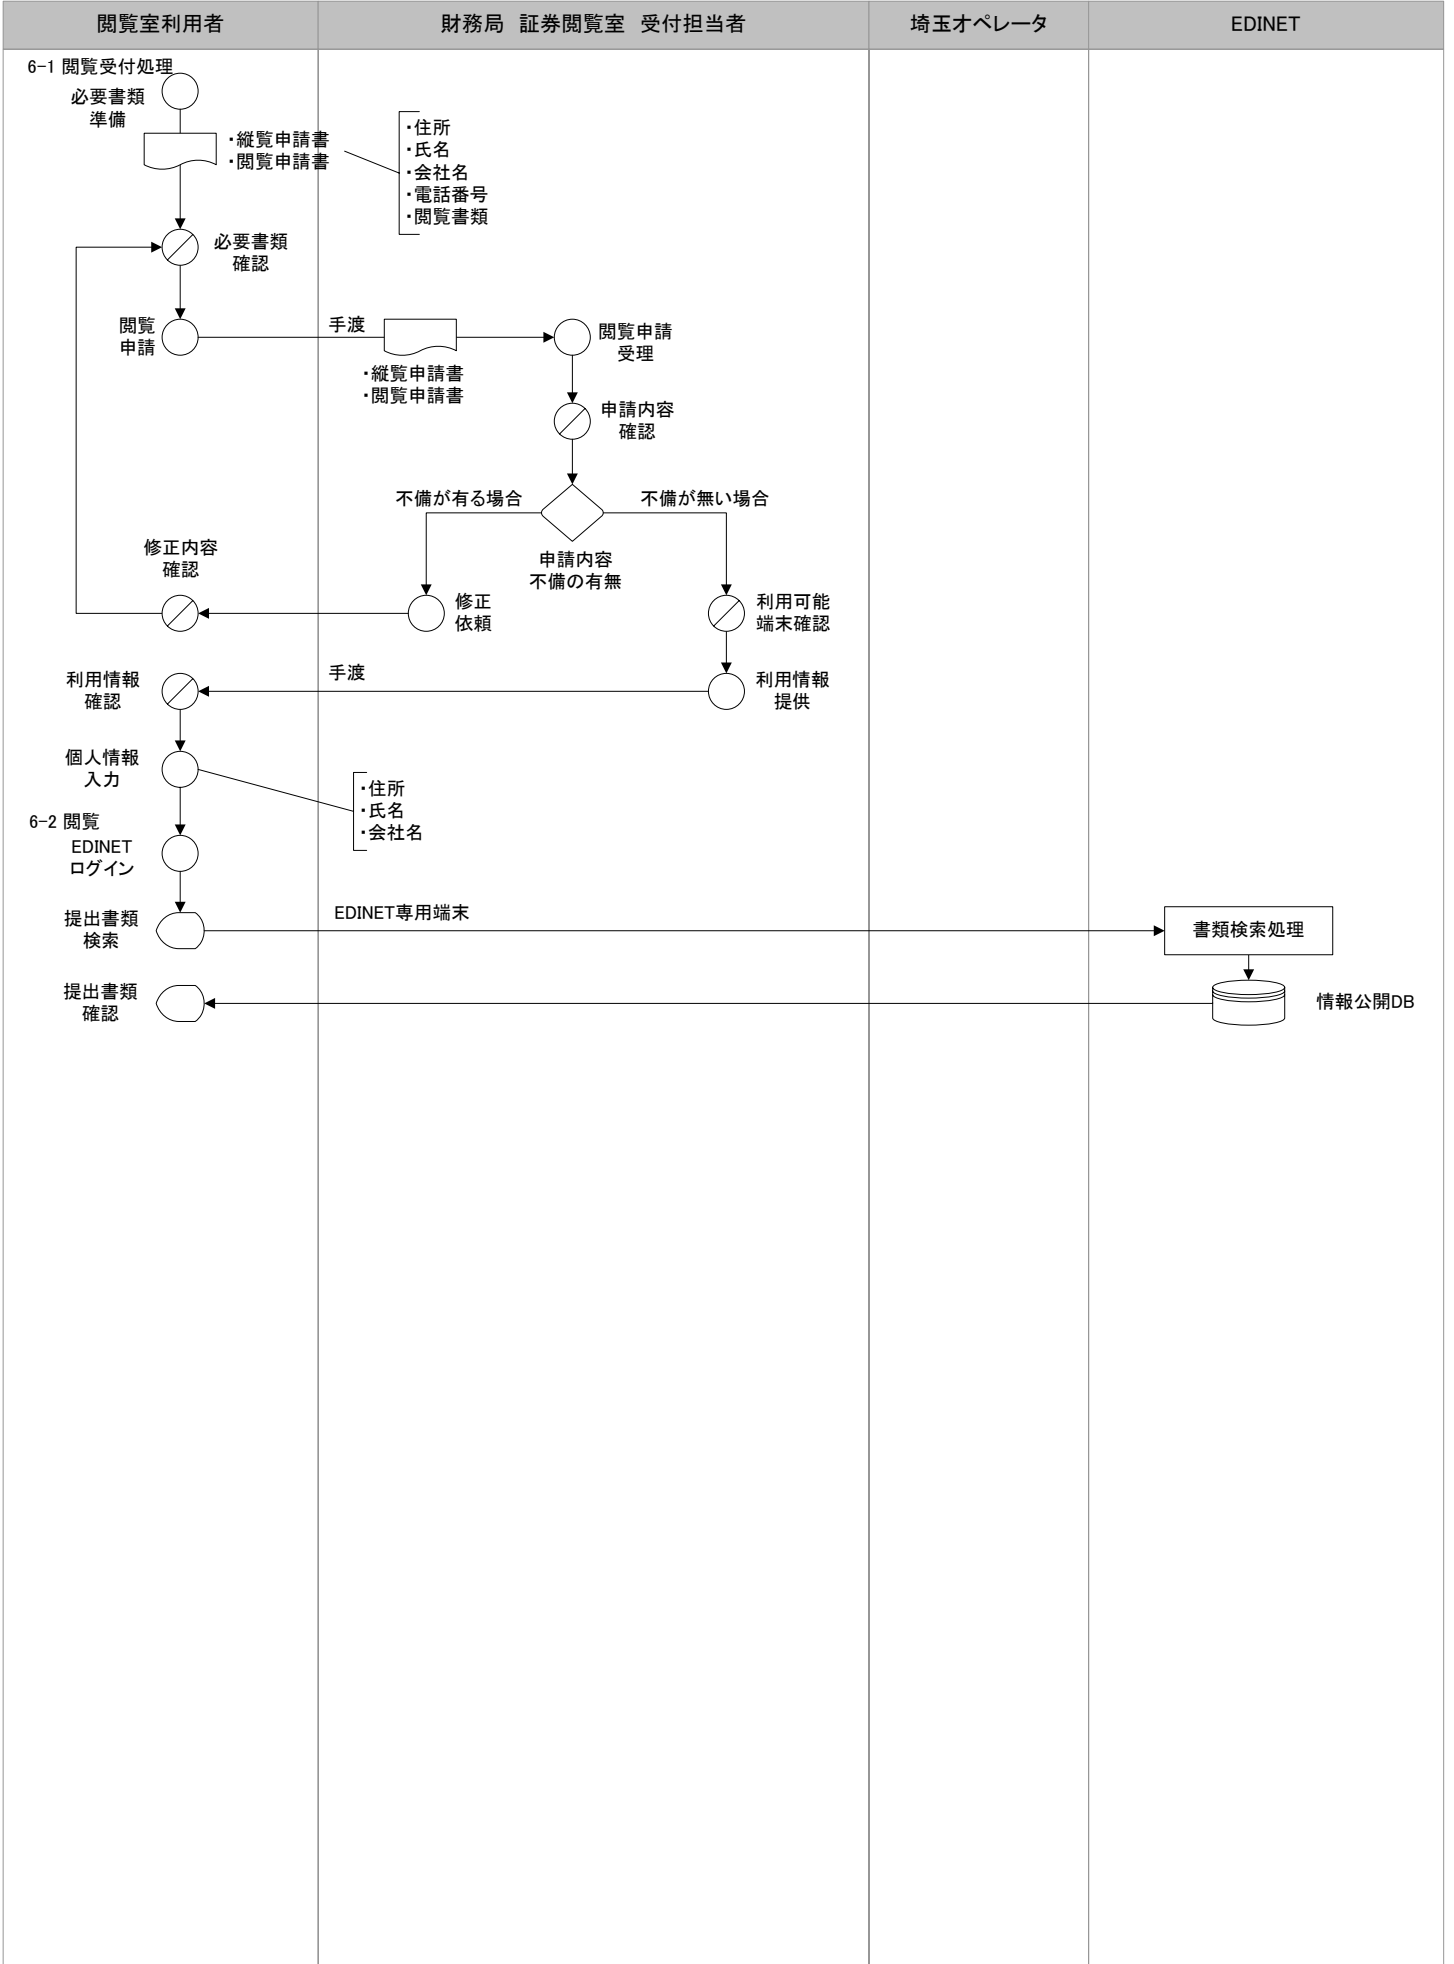 閲覧室利用者
財務局　証券閲覧室　受付担当者
埼玉オペレータ
EDINET
6-1 閲覧受付処理
必要書類
準備
・縦覧申請書
・閲覧申請書
・住所
・氏名
・会社名
・電話番号
・閲覧書類
必要書類
確認
閲覧
申請
手渡
・縦覧申請書
・閲覧申請書
閲覧申請
受理
申請内容
確認
不備が有る場合
不備が無い場合
申請内容
不備の有無
修正内容
確認
修正
依頼
利用可能
端末確認
利用情報
確認
手渡
利用情報
提供
個人情報
入力
・住所
・氏名
・会社名
6-2 閲覧
EDINET
ログイン
提出書類
検索
EDINET専用端末
書類検索処理
提出書類
確認
情報公開DB